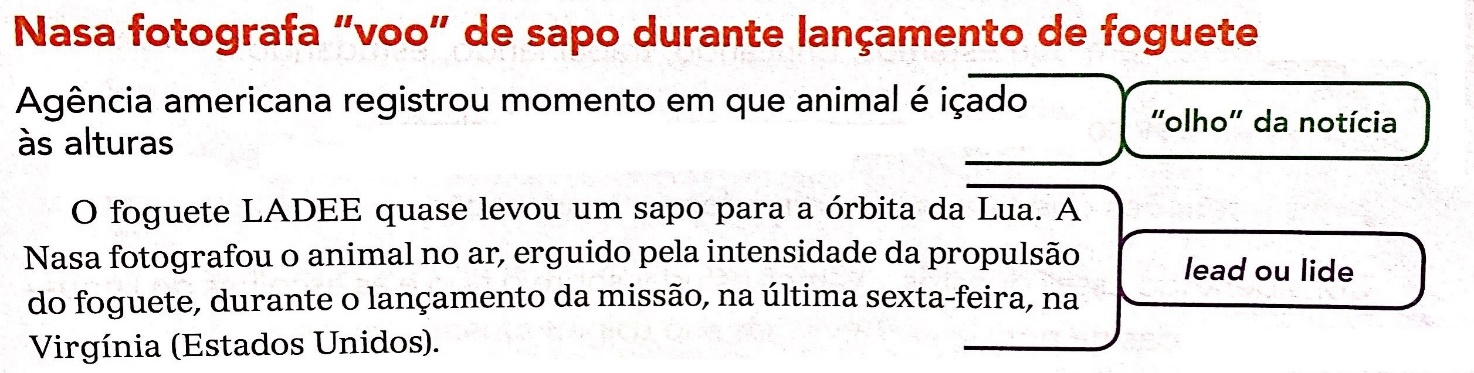 Nasa fotografa "voo" de sapo durante lançamento de foguete
Agência americana registrou momento em que animal é içado
às alturas
"olho" da notícia
O foguete LADEE quase levou um sapo para a órbita da Lua. A
Nasa fotografou o animal no ar, erguido pela intensidade da propulsão
do foguete, durante o lançamento da missão, na última sexta-feira, na
Virgínia (Estados Unidos).
lead ou lide